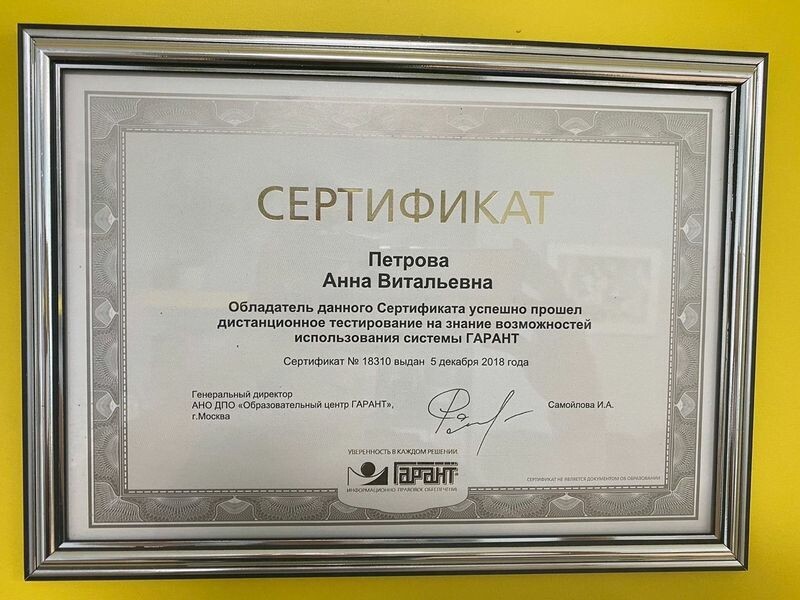 СЕРТИФИКАТ
Петрова
Анна Витальевна
Обладатель данного Сертификата успешно прошел
дистанционное тестирование на знание возможностей
использования системы ГАРАНТ
Сертификат № 18310 выдан 5 декабря 2018 года
Генеральный директор
АНО ДПО «Образовательный центр ГАРАНТ»,
г.Москва
Самойлова И.А.
УВЕРЕННОСТЬ В КАЖДОМ РЕШЕНИИ
ГАРАНТ
ИНФОРМАЦИОННО-ПРАВОВОЕ ОБЕСПЕЧЕНИЕ
СЕРТИФИКАТ НЕ ЯВЛЯЕТСЯ ДОКУМЕНТОМ ОБ ОБРАЗОВАНИИ